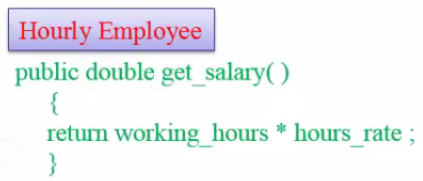 Hourly Employee
public double get_salary( )
{
return working_hours * hours_rate ;
}